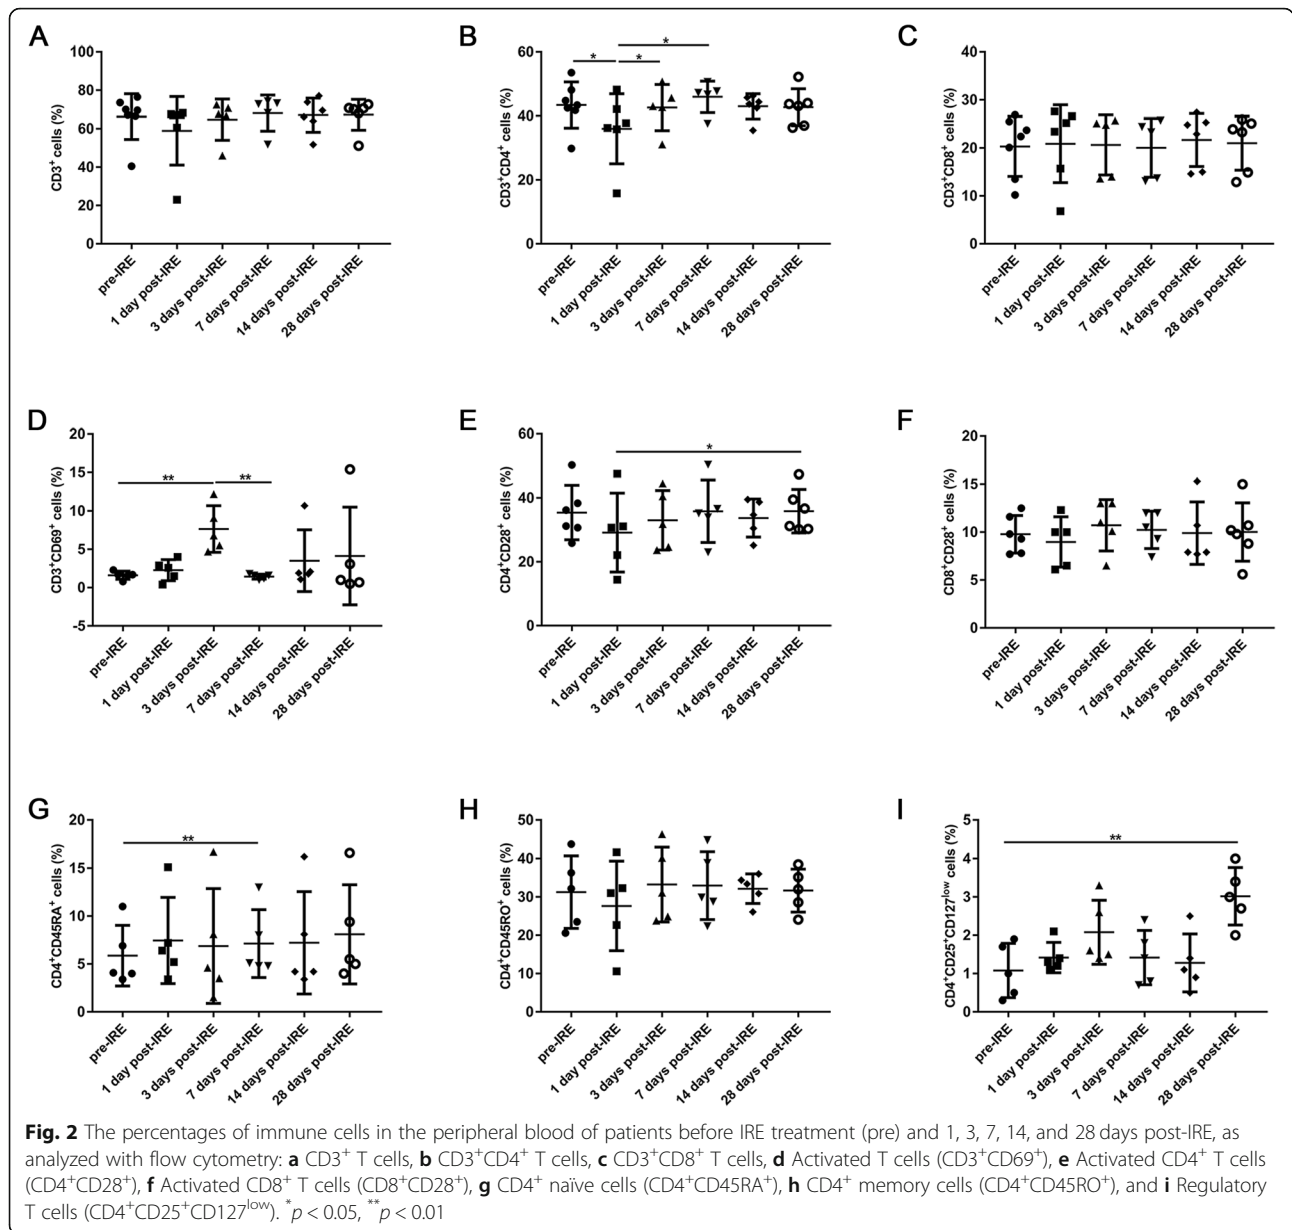 A
CD3⁺ cells (%)
100
80
60
40
20
0
pre-IRE
1 day post-IRE
3 days post-IRE
7 days post-IRE
14 days post-IRE
28 days post-IRE
B
CD3⁺CD4⁺ cells (%)
60
40
20
0
*
*
*
pre-IRE
1 day post-IRE
3 days post-IRE
7 days post-IRE
14 days post-IRE
28 days post-IRE
C
CD3⁺CD8⁺ cells (%)
40
30
20
10
0
pre-IRE
1 day post-IRE
3 days post-IRE
7 days post-IRE
14 days post-IRE
28 days post-IRE
D
CD3⁺CD69⁺ cells (%)
20
15
10
5
0
-5
**
**
pre-IRE
1 day post-IRE
3 days post-IRE
7 days post-IRE
14 days post-IRE
28 days post-IRE
E
CD4⁺CD28⁺ cells (%)
60
40
20
0
*
pre-IRE
1 day post-IRE
3 days post-IRE
7 days post-IRE
14 days post-IRE
28 days post-IRE
F
CD8⁺CD28⁺ cells (%)
20
15
10
5
0
pre-IRE
1 day post-IRE
3 days post-IRE
7 days post-IRE
14 days post-IRE
28 days post-IRE
G
CD4⁺CD45RA⁺ cells (%)
20
15
10
5
0
**
pre-IRE
1 day post-IRE
3 days post-IRE
7 days post-IRE
14 days post-IRE
28 days post-IRE
H
CD4⁺CD45RO⁺ cells (%)
50
40
30
20
10
0
pre-IRE
1 day post-IRE
3 days post-IRE
7 days post-IRE
14 days post-IRE
28 days post-IRE
I
CD4⁺CD25⁺CD127ˡᵒʷ cells (%)
5
4
3
2
1
0
**
pre-IRE
1 day post-IRE
3 days post-IRE
7 days post-IRE
14 days post-IRE
28 days post-IRE
Fig. 2 The percentages of immune cells in the peripheral blood of patients before IRE treatment (pre) and 1, 3, 7, 14, and 28 days post-IRE, as
analyzed with flow cytometry: a CD3⁺ T cells, b CD3⁺CD4⁺ T cells, c CD3⁺CD8⁺ T cells, d Activated T cells (CD3⁺CD69⁺), e Activated CD4⁺ T cells
(CD4⁺CD28⁺), f Activated CD8⁺ T cells (CD8⁺CD28⁺), g CD4⁺ naïve cells (CD4⁺CD45RA⁺), h CD4⁺ memory cells (CD4⁺CD45RO⁺), and i Regulatory
T cells (CD4⁺CD25⁺CD127ˡᵒʷ). *p < 0.05, **p < 0.01